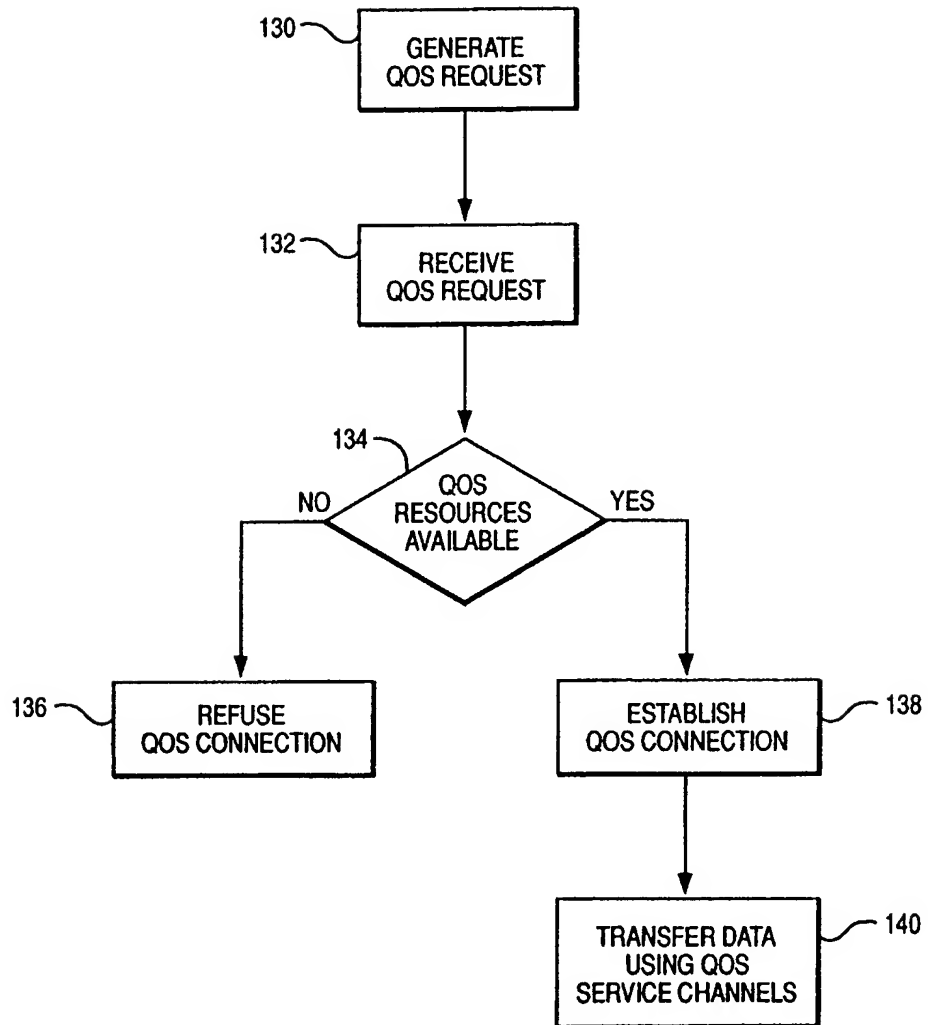 130
GENERATE
QOS REQUEST
132
RECEIVE
QOS REQUEST
134
QOS
RESOURCES
AVAILABLE
NO
YES
136
REFUSE
QOS CONNECTION
ESTABLISH
QOS CONNECTION
138
TRANSFER DATA
USING QOS
SERVICE CHANNELS
140